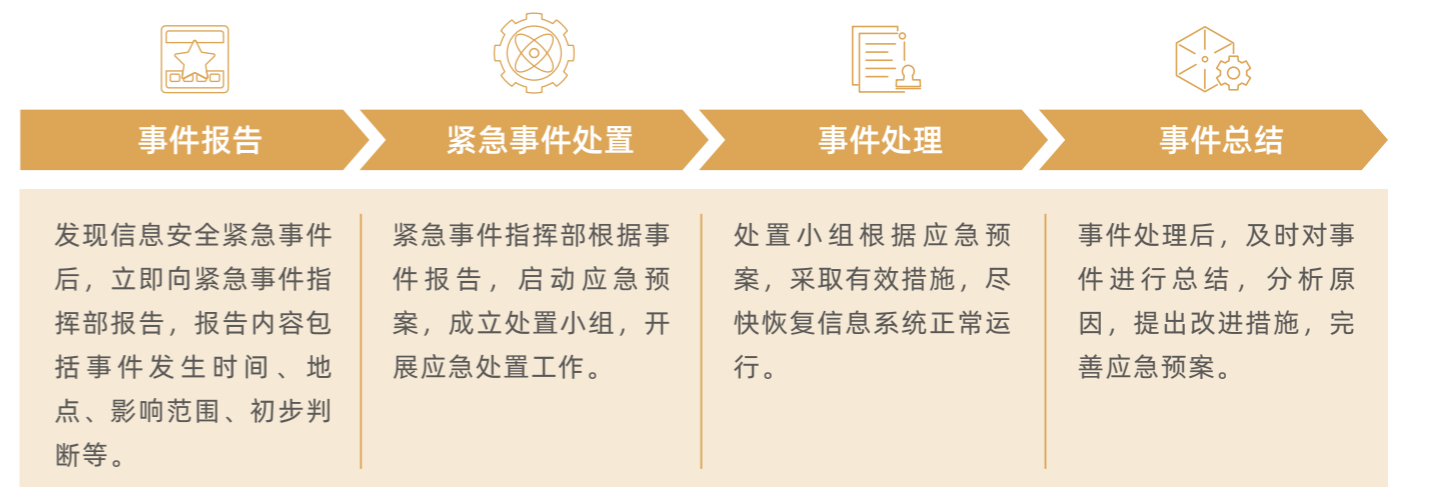 事件报告
紧急事件处置
事件处理
事件总结
发现信息安全紧急事件
后，立即向紧急事件指
挥部报告，报告内容包
括事件发生时间、地
点、影响范围、初步判
断等。
紧急事件指挥部根据事
件报告，启动应急预
案，成立处置小组，开
展应急处置工作。
处置小组根据应急预
案，采取有效措施，尽
快恢复信息系统正常运
行。
事件处理后，及时对事
件进行总结，分析原
因，提出改进措施，完
善应急预案。